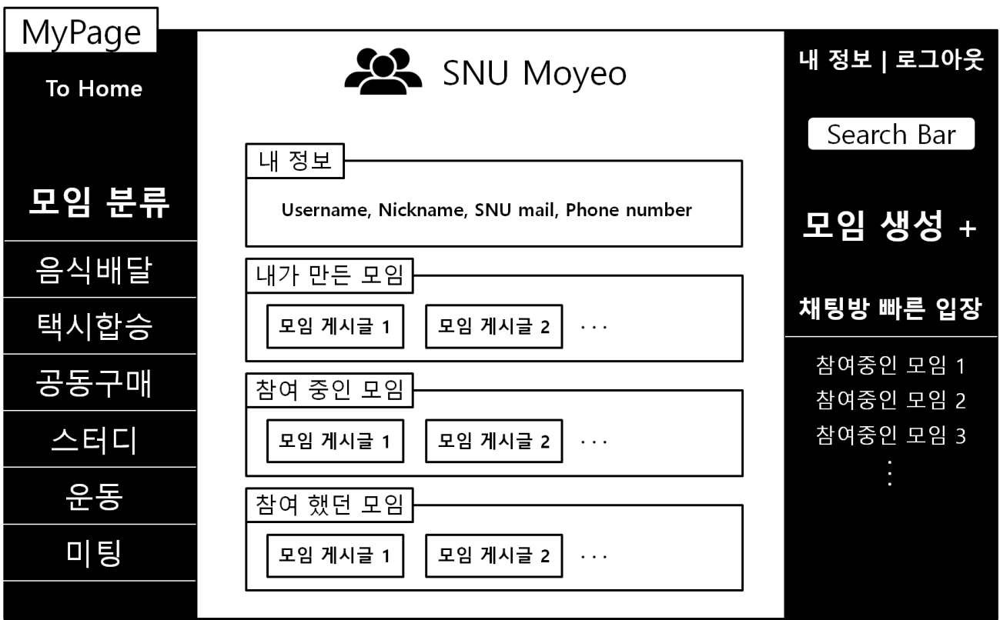 MyPage
To Home
모임 분류
음식배달
택시합승
공동구매
스터디
운동
미팅
SNU Moyeo
내 정보
Username, Nickname, SNU mail, Phone number
내가 만든 모임
모임 게시글 1
모임 게시글 2
...
참여 중인 모임
모임 게시글 1
모임 게시글 2
...
참여 했던 모임
모임 게시글 1
모임 게시글 2
...
내 정보 | 로그아웃
Search Bar
모임 생성 +
채팅방 빠른 입장
참여중인 모임 1
참여중인 모임 2
참여중인 모임 3
...